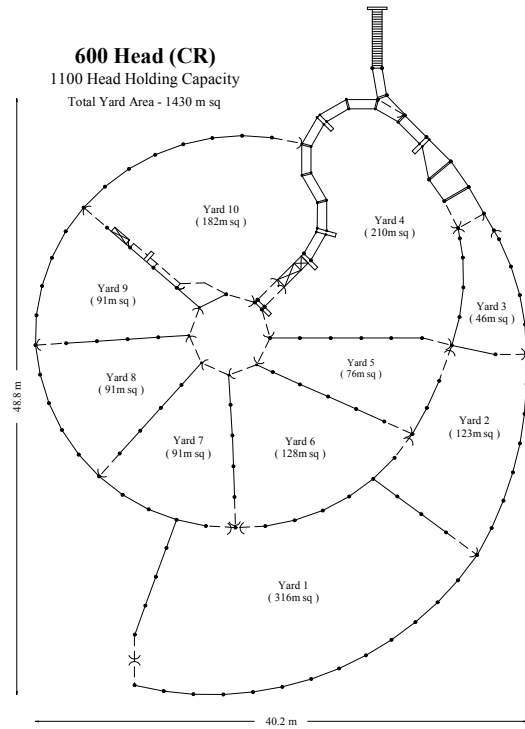 600 Head (CR)
1100 Head Holding Capacity
Total Yard Area - 1430 m sq
Yard 10
( 182m sq )
Yard 4
( 210m sq )
Yard 9
( 91m sq )
Yard 3
( 46m sq )
Yard 5
( 76m sq )
Yard 8
( 91m sq )
Yard 2
( 123m sq )
Yard 7
( 91m sq )
Yard 6
( 128m sq )
Yard 1
( 316m sq )
48.8 m
40.2 m